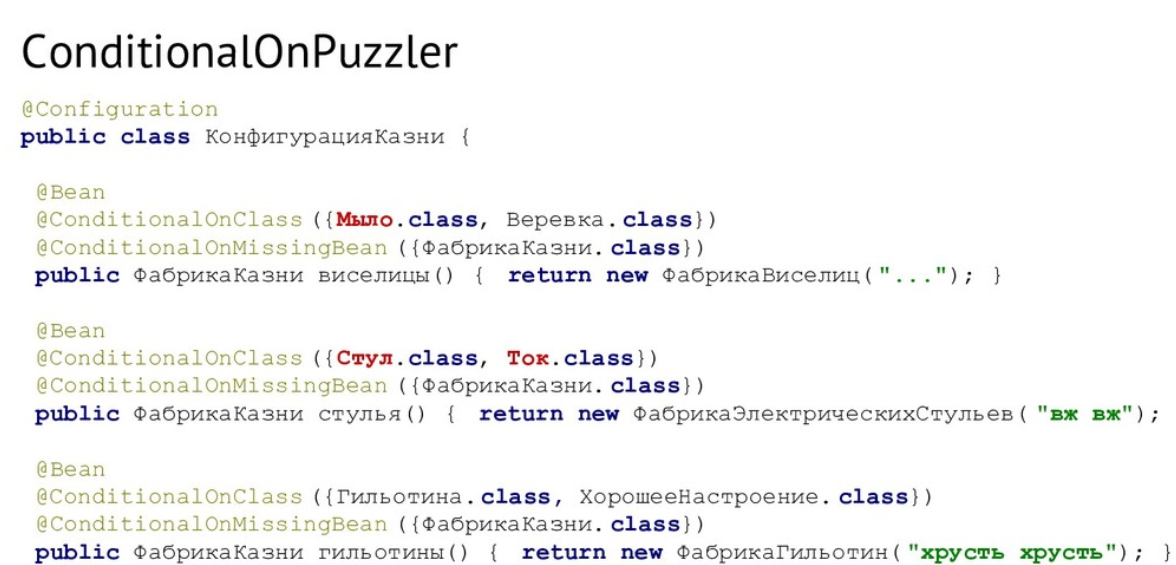 ConditionalOnPuzzler
@Configuration
public class КонфигурацияКазни {
@Bean
@ConditionalOnClass ({Мыло.class, Веревка.class})
@ConditionalOnMissingBean ({ФабрикаКазни.class})
public ФабрикаКазни виселицы() { return new ФабрикаВиселиц("..."); }
@Bean
@ConditionalOnClass ({Стул.class, Ток.class})
@ConditionalOnMissingBean ({ФабрикаКазни.class})
public ФабрикаКазни стулья() { return new ФабрикаЭлектрическихСтульев("вж вж");
@Bean
@ConditionalOnClass ({Гильотина.class, ХорошееНастроение.class})
@ConditionalOnMissingBean ({ФабрикаКазни.class})
public ФабрикаКазни гильотины() { return new ФабрикаГильотин("хрусть хрусть"); }